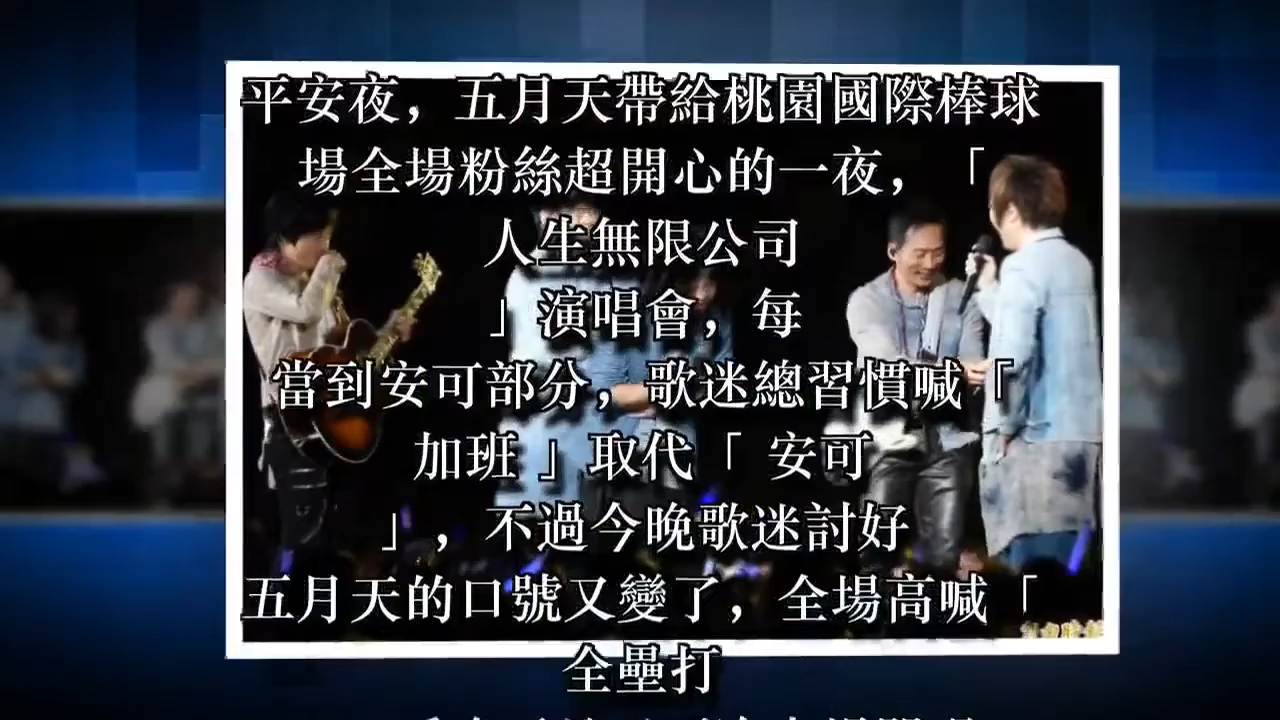 平安夜，五月天帶給桃園國際棒球
場全場粉絲超開心的一夜，「
人生無限公司
」演唱會，每
當到安可部分，歌迷總習慣喊「
加班 」取代「 安可
」，不過今晚歌迷討好
五月天的口號又變了，全場高喊「
全壘打